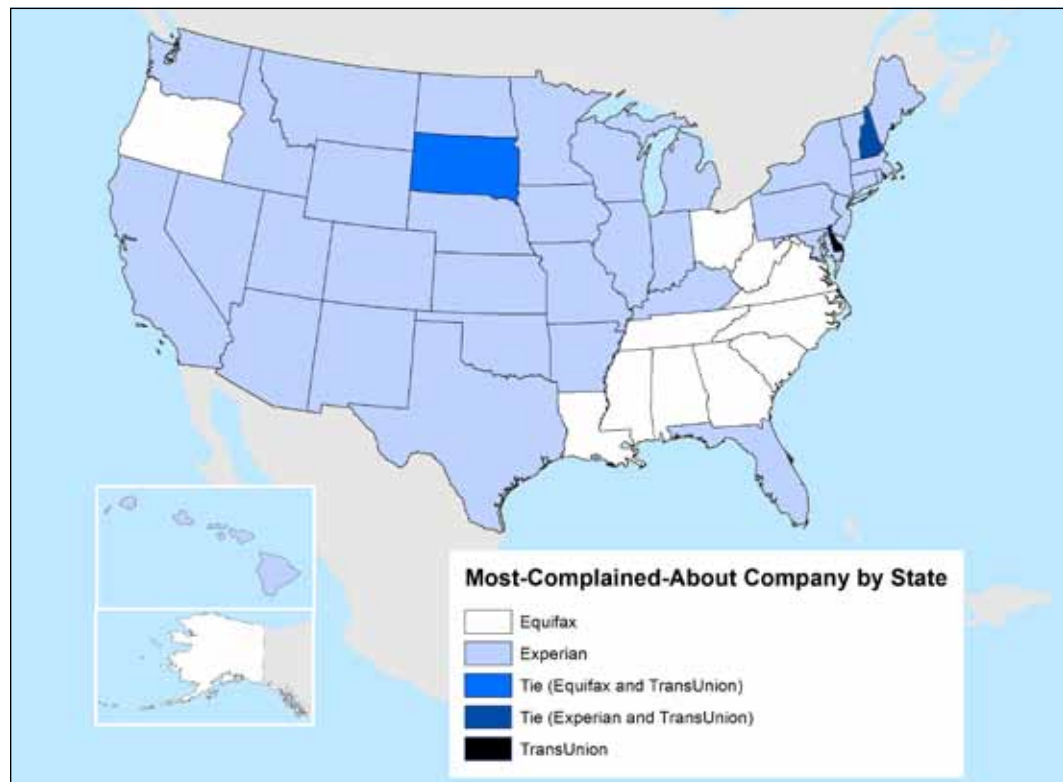 Most-Complained-About Company by State
Equifax
Experian
Tie (Equifax and TransUnion)
Tie (Experian and TransUnion)
TransUnion